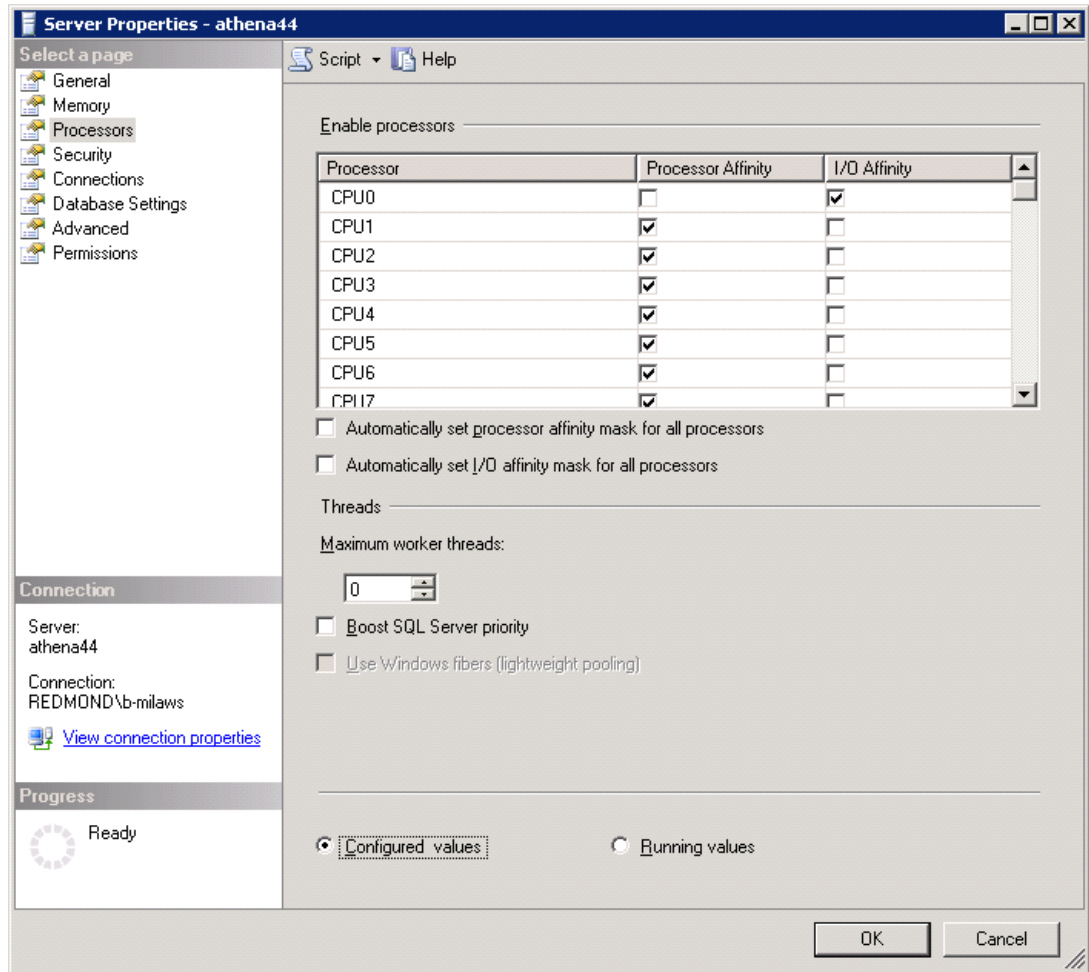 Server Properties - athena44
Select a page
General
Memory
Processors
Security
Connections
Database Settings
Advanced
Permissions
Script Help
Enable processors
Processor Processor Affinity I/O Affinity
CPU0
CPU1
CPU2
CPU3
CPU4
CPU5
CPU6
CPU7
Automatically set processor affinity mask for all processors
Automatically set I/O affinity mask for all processors
Threads
Maximum worker threads:
0
Boost SQL Server priority
Use Windows fibers (lightweight pooling)
Connection
Server:
athena44
Connection:
REDMOND\b-milaws
View connection properties
Progress
Ready
Configured values Running values
OK Cancel